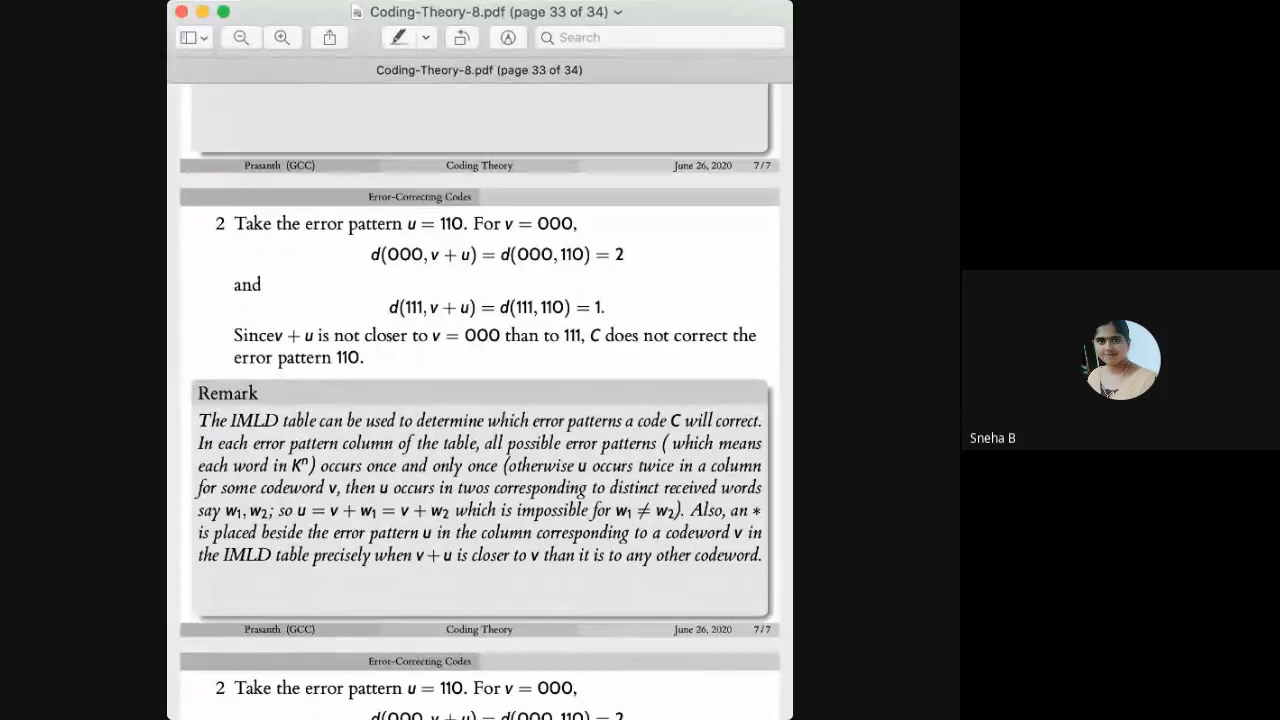 Coding-Theory-8.pdf (page 33 of 34)
Search
Coding-Theory-8.pdf (page 33 of 34)
Prasanth (GCC) Coding Theory June 26, 2020 7/7
Error-Correcting Codes
2 Take the error pattern u = 110. For v = 000,
d(000, v + u) = d(000, 110) = 2
and
d(111, v + u) = d(111, 110) = 1.
Sincev + u is not closer to v = 000 than to 111, C does not correct the
error pattern 110.
Remark
The IMLD table can be used to determine which error patterns a code C will correct.
In each error pattern column of the table, all possible error patterns ( which means
each word in Kⁿ) occurs once and only once (otherwise u occurs twice in a column
for some codeword v, then u occurs in twos corresponding to distinct received words
say w₁, w₂; so u = v + w₁ = v + w₂ which is impossible for w₁ ≠ w₂). Also, an *
is placed beside the error pattern u in the column corresponding to a codeword v in
the IMLD table precisely when v + u is closer to v than it is to any other codeword.
Prasanth (GCC) Coding Theory June 26, 2020 7/7
Error-Correcting Codes
2 Take the error pattern u = 110. For v = 000,
d(000, v + u) = d(000, 110) = 2
Sneha B